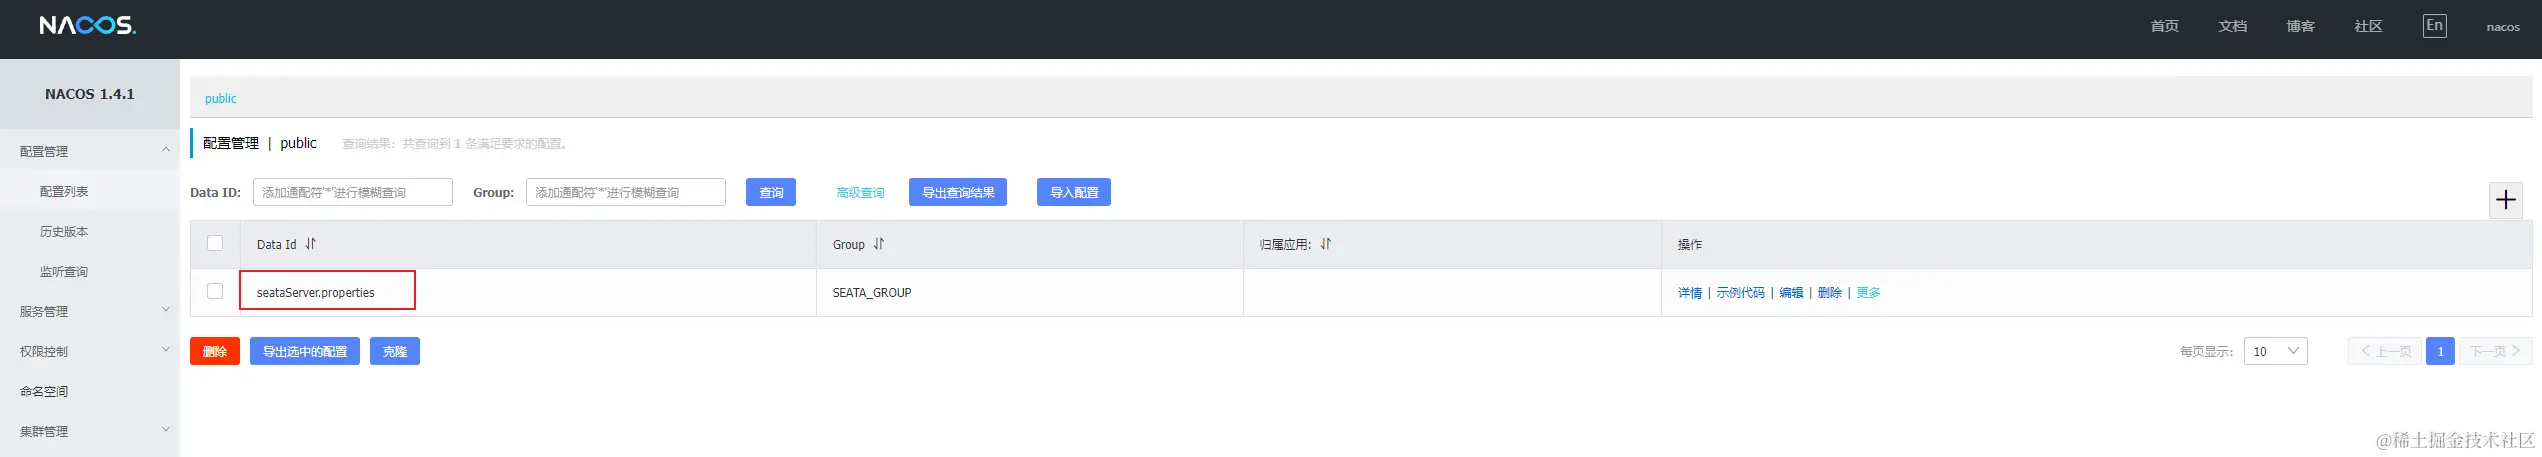 NACOS.
首页 文档 博客 社区 En nacos
NACOS 1.4.1
public
配置管理
配置管理 | public 查询结果：共查询到 1 条满足要求的配置。
配置列表
Data ID: 添加通配符'*'进行模糊查询 Group: 添加通配符'*'进行模糊查询 查询 高级查询 导出查询结果 导入配置
历史版本
Data Id Group 归属应用: 操作
监听查询
seataServer.properties SEATA_GROUP 详情 | 示例代码 | 编辑 | 删除 | 更多
服务管理
权限控制
删除 导出选中的配置 克隆 每页显示: 10 上一页 1 下一页
命名空间
集群管理
@稀土掘金技术社区